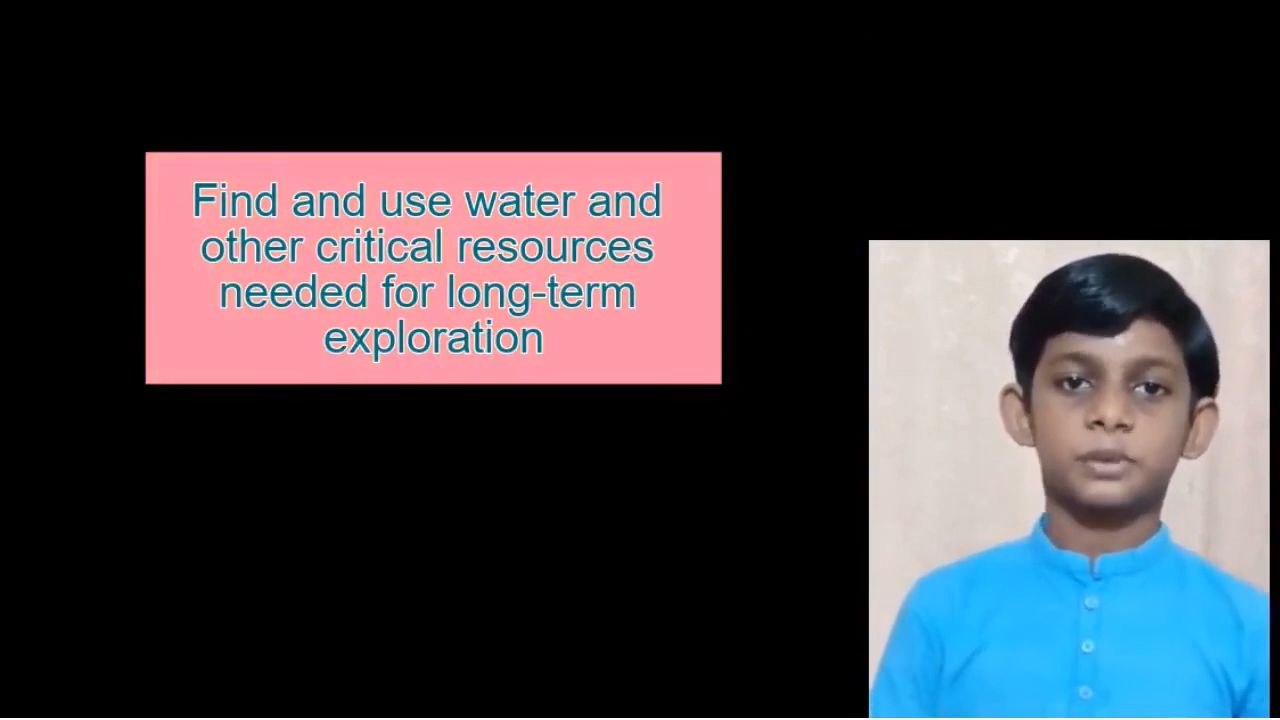 Find and use water and
other critical resources
needed for long-term
exploration